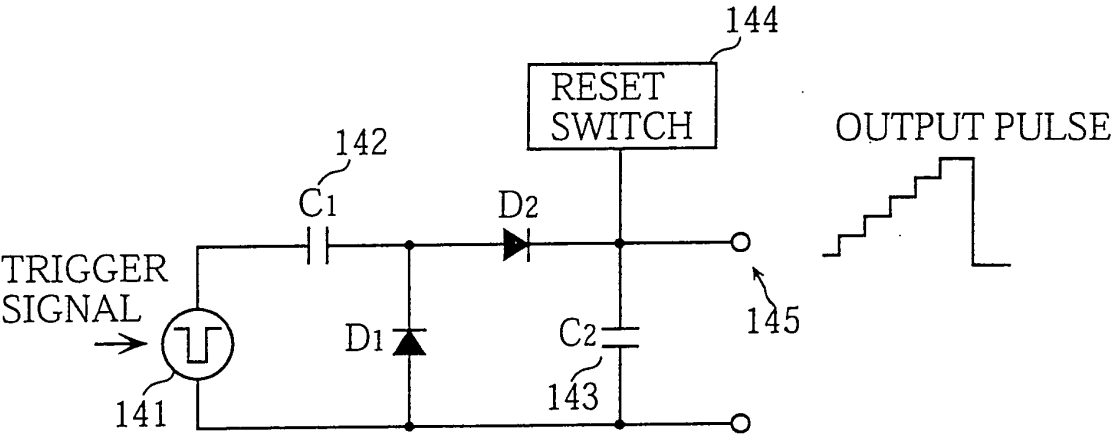 144
RESET
SWITCH
OUTPUT PULSE
142
C1
D2
TRIGGER
SIGNAL
D1
C2
145
143
141